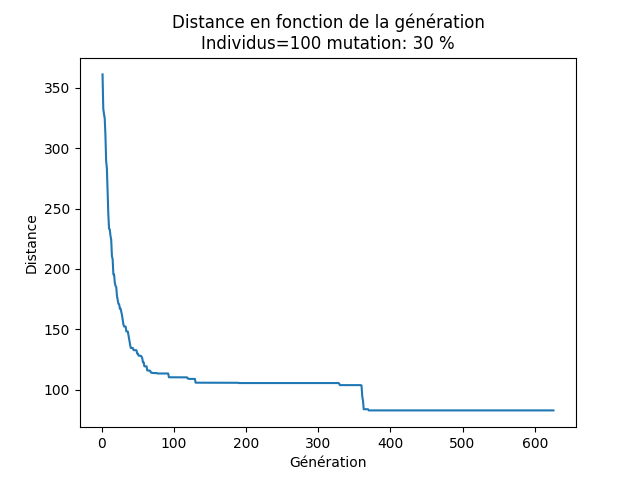 Distance en fonction de la génération
Individus=100 mutation: 30 %
350
300
250
200
150
100
Distance
0 100 200 300 400 500 600
Génération